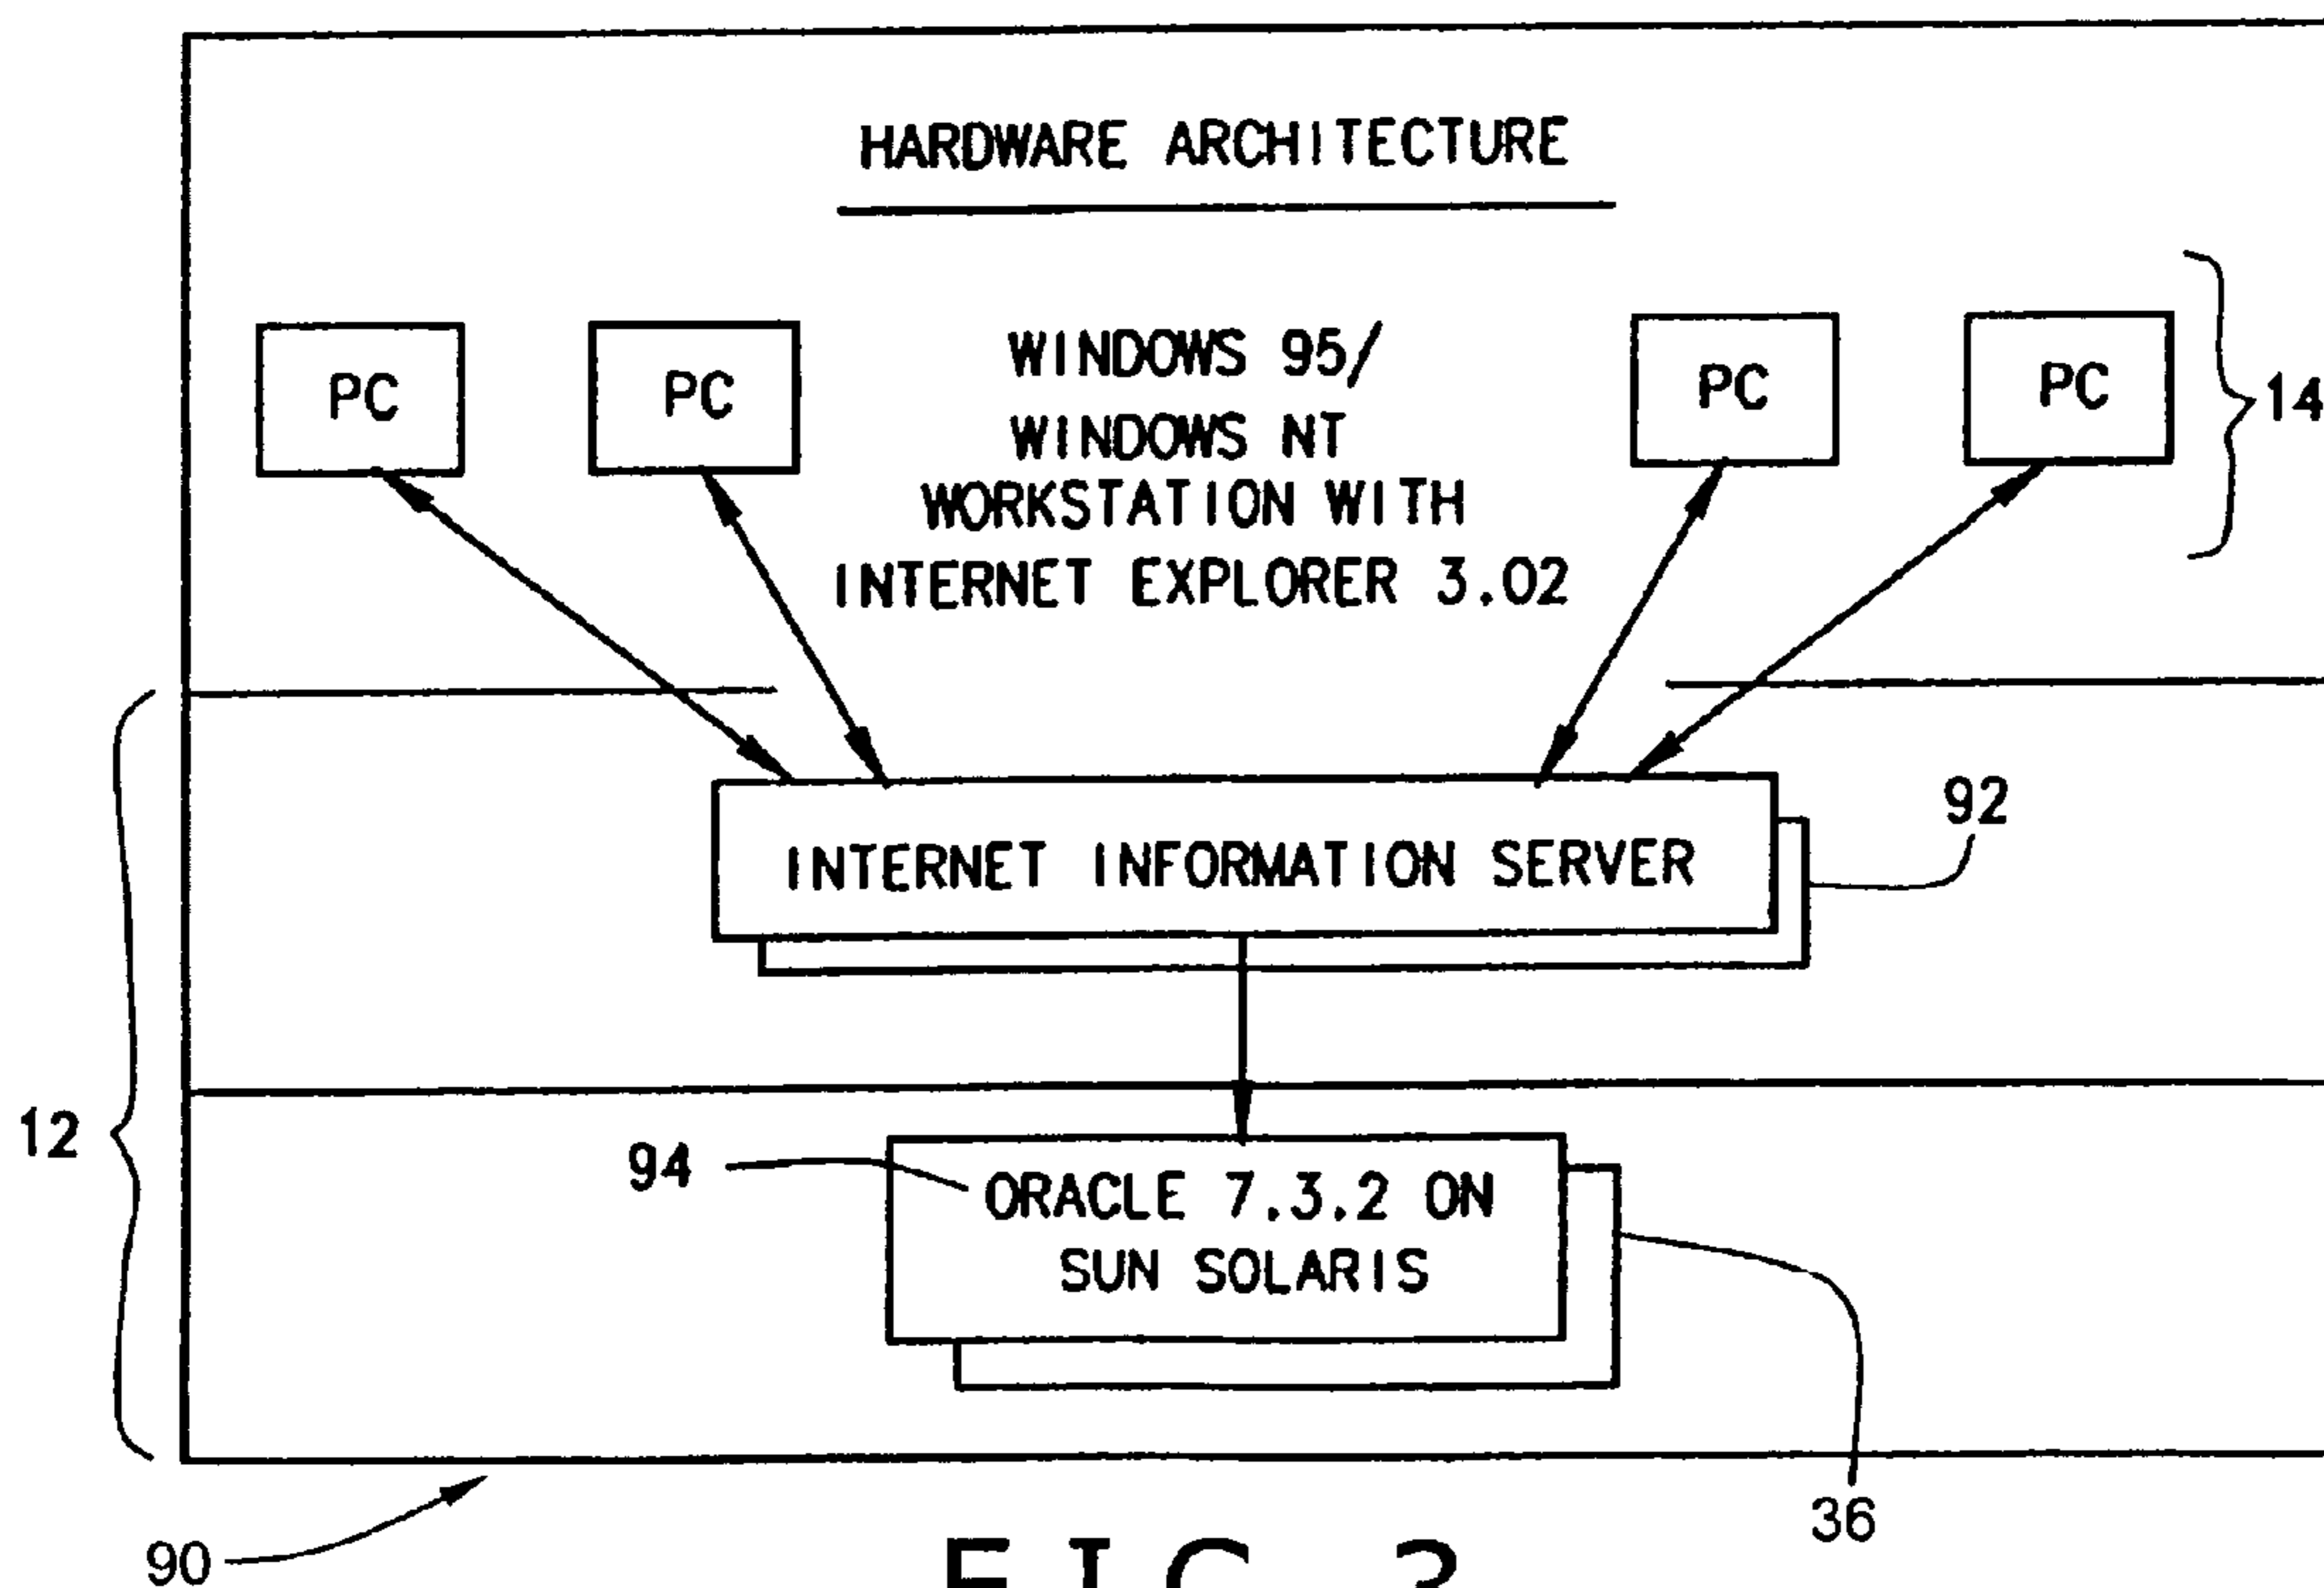 HARDWARE ARCHITECTURE
PC
PC
WINDOWS 95/
WINDOWS NT
WORKSTATION WITH
INTERNET EXPLORER 3.02
PC
PC
14
INTERNET INFORMATION SERVER
92
12
94
ORACLE 7.3.2 ON
SUN SOLARIS
36
90
FIG